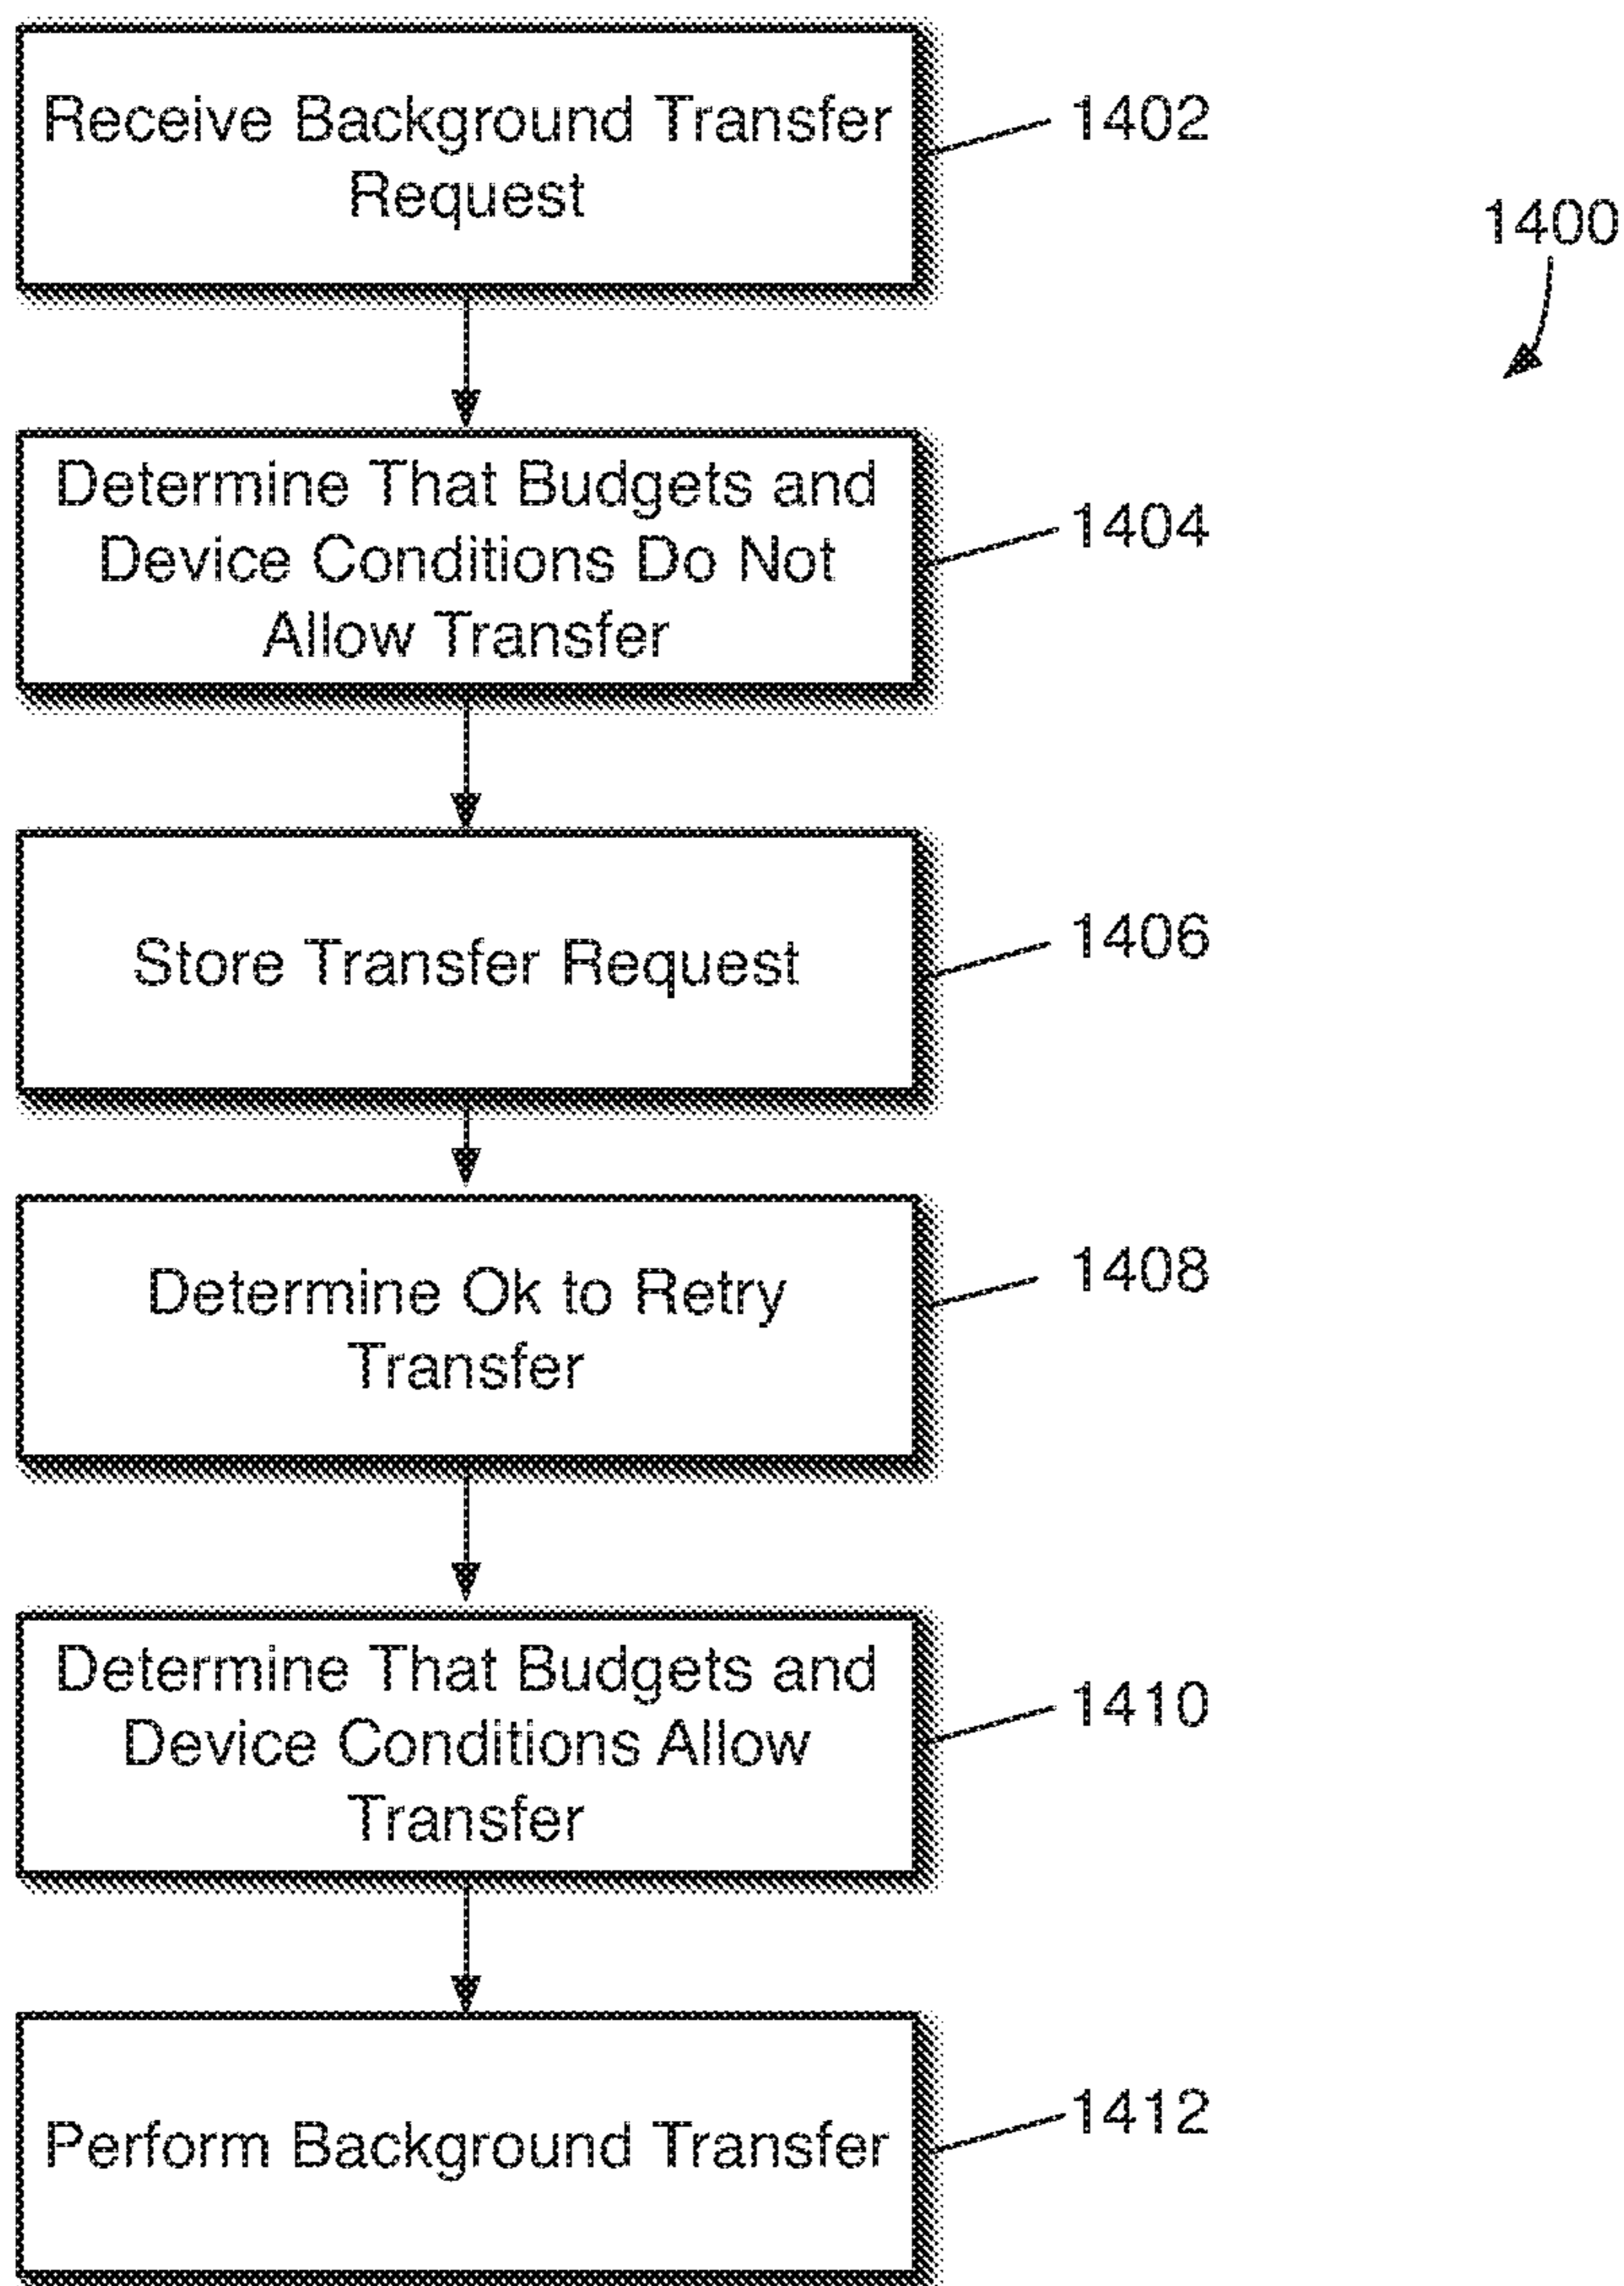 Receive Background Transfer
Request
1402
1400
Determine That Budgets and
Device Conditions Do Not
Allow Transfer
1404
Store Transfer Request
1406
Determine Ok to Retry
Transfer
1408
Determine That Budgets and
Device Conditions Allow
Transfer
1410
Perform Background Transfer
1412